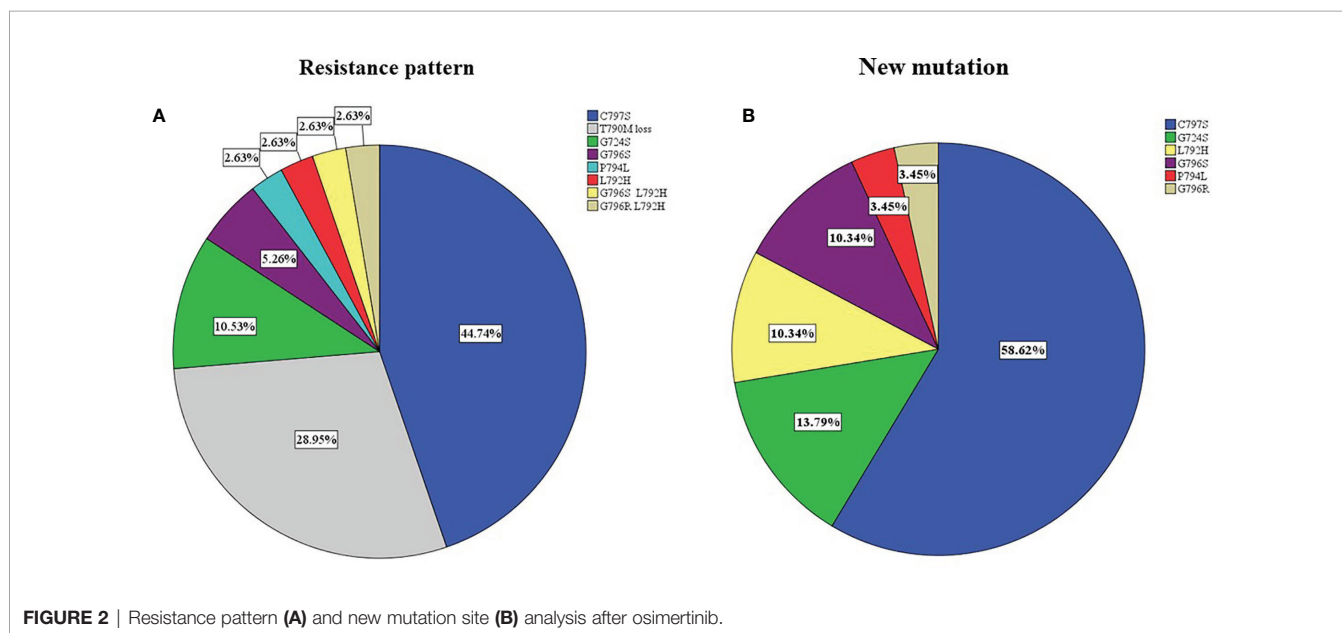 Resistance pattern
A
2.63%
2.63%
2.63%
2.63%
5.26%
10.53%
28.95%
44.74%
C797S
T790M loss
G724S
G796S
P794L
L792H
G796S L792H
G796R L792H
New mutation
B
3.45%
3.45%
10.34%
10.34%
13.79%
58.62%
C797S
G724S
L792H
G796S
P794L
G796R
FIGURE 2 | Resistance pattern (A) and new mutation site (B) analysis after osimertinib.